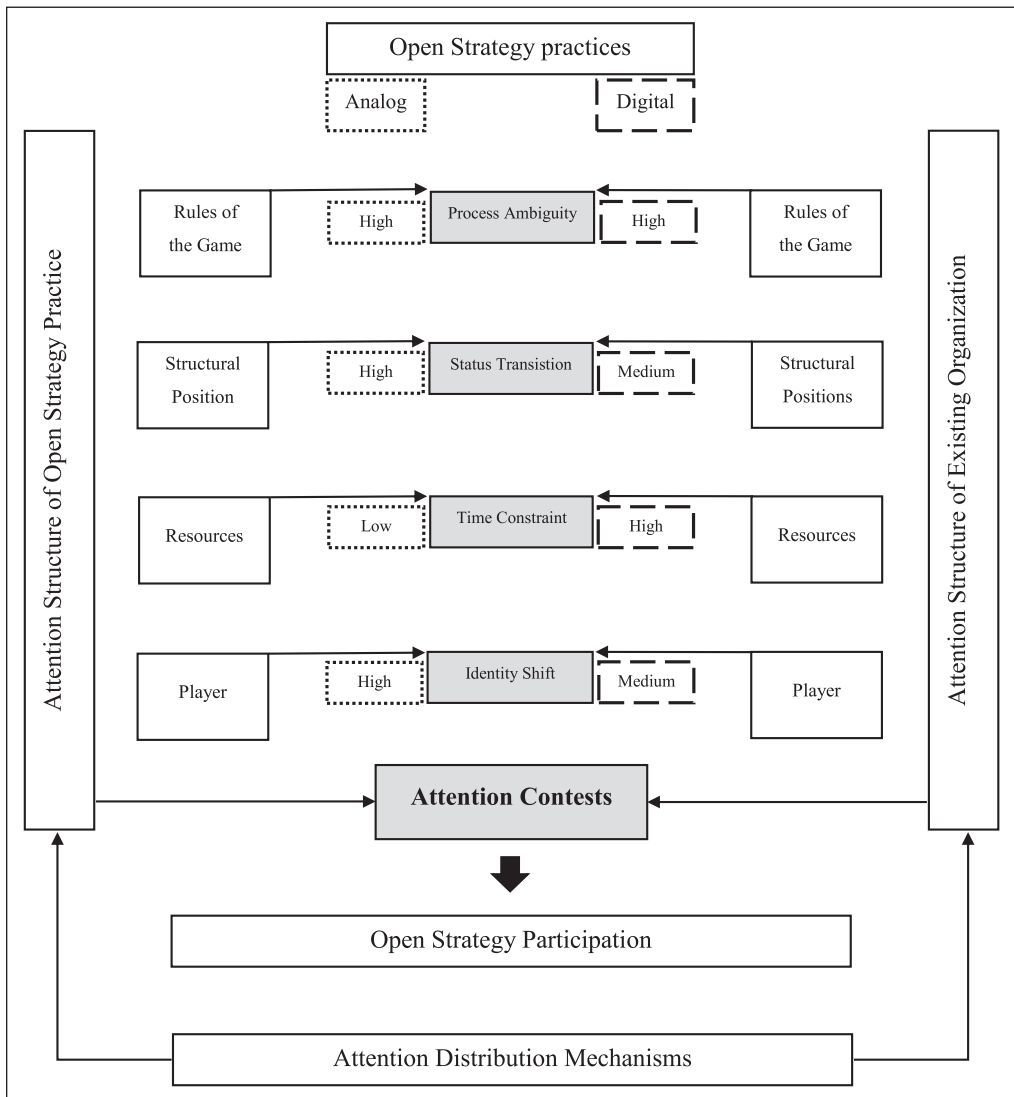 Open Strategy practices
Analog
Digital
Attention Structure of Open Strategy Practice
Attention Structure of Existing Organization
Rules of
the Game
High
Process Ambiguity
High
Rules of
the Game
Structural
Position
High
Status Transistion
Medium
Structural
Positions
Resources
Low
Time Constraint
High
Resources
Player
High
Identity Shift
Medium
Player
Attention Contests
Open Strategy Participation
Attention Distribution Mechanisms